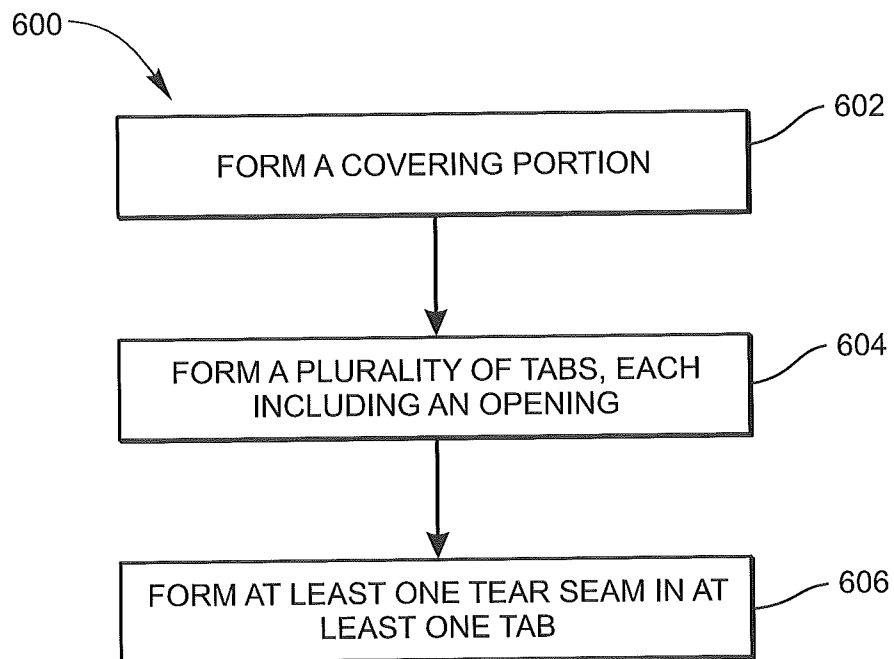 600
602
FORM A COVERING PORTION
604
FORM A PLURALITY OF TABS, EACH
INCLUDING AN OPENING
606
FORM AT LEAST ONE TEAR SEAM IN AT
LEAST ONE TAB